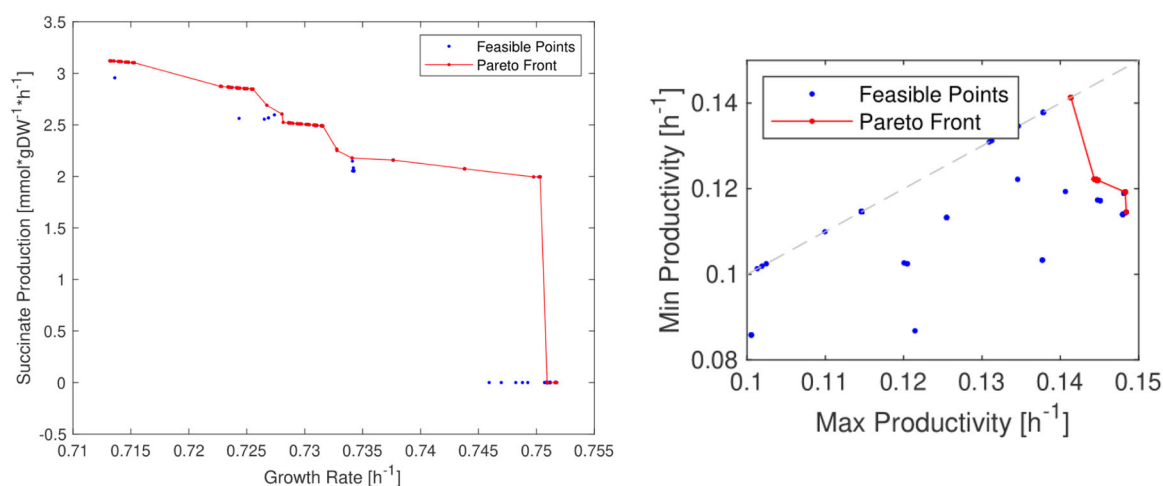 3.5
3
2.5
2
1.5
1
0.5
0
-0.5
Succinate Production [mmol*gDW-1*h-1]
Feasible Points
Pareto Front
0.71 0.715 0.72 0.725 0.73 0.735 0.74 0.745 0.75 0.755
Growth Rate [h-1]
0.14
0.12
0.1
0.08
Min Productivity [h-1]
Feasible Points
Pareto Front
0.1 0.11 0.12 0.13 0.14 0.15
Max Productivity [h-1]